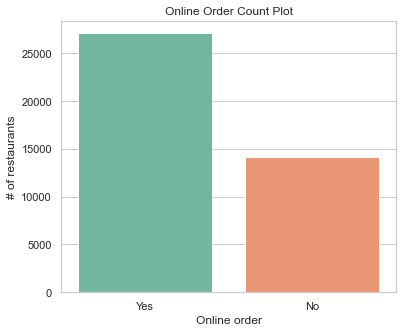 Online Order Count Plot
# of restaurants
25000
20000
15000
10000
5000
0
Yes
No
Online order